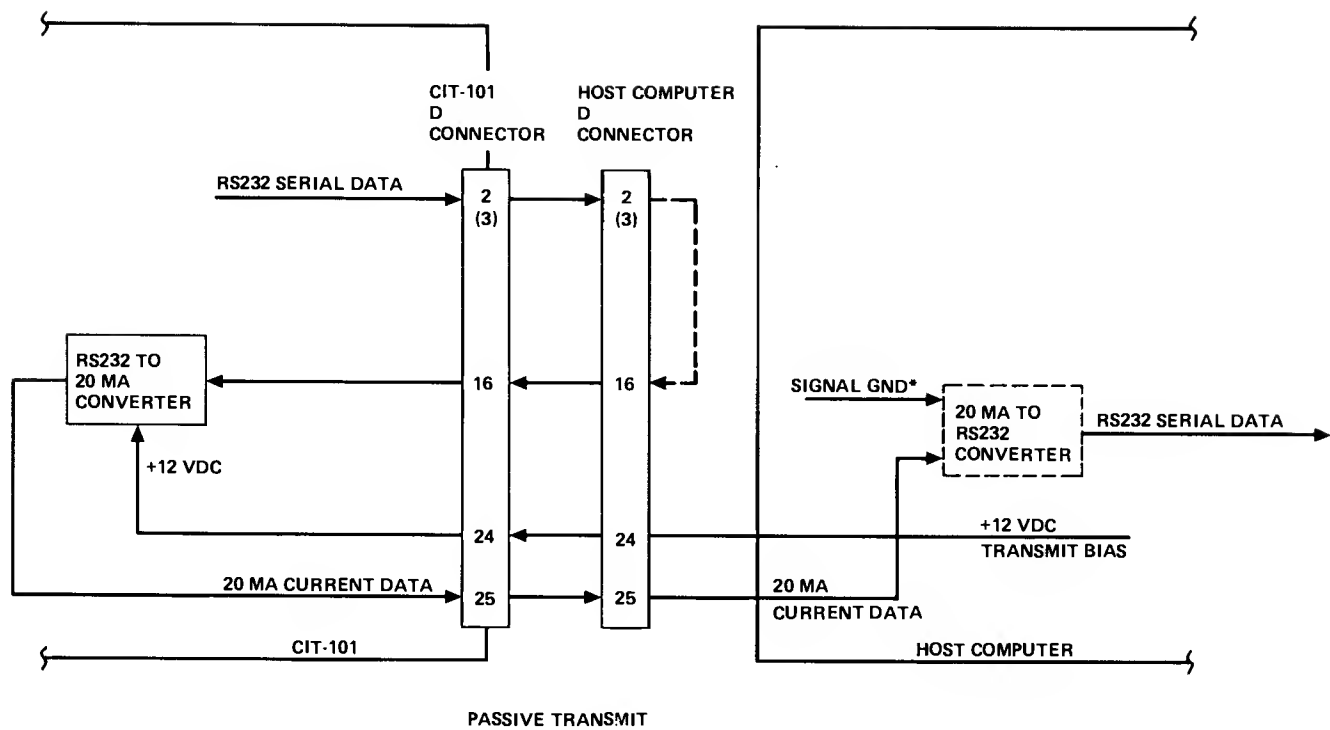 CIT-101
D
CONNECTOR
HOST COMPUTER
D
CONNECTOR
RS232 SERIAL DATA
2
(3)
2
(3)
RS232 TO
20 MA
CONVERTER
16
16
SIGNAL GND*
20 MA TO
RS232
CONVERTER
RS232 SERIAL DATA
+12 VDC
24
24
+12 VDC
TRANSMIT BIAS
20 MA CURRENT DATA
25
25
20 MA
CURRENT DATA
CIT-101
HOST COMPUTER
PASSIVE TRANSMIT